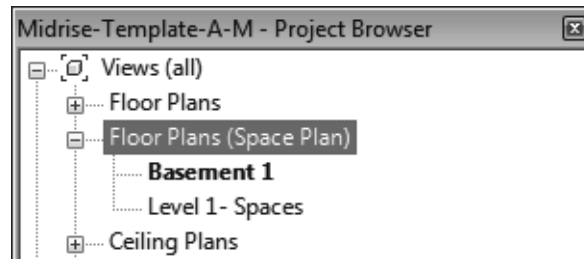 Midrise-Template-A-M - Project Browser
Views (all)
Floor Plans
Floor Plans (Space Plan)
Basement 1
Level 1- Spaces
Ceiling Plans